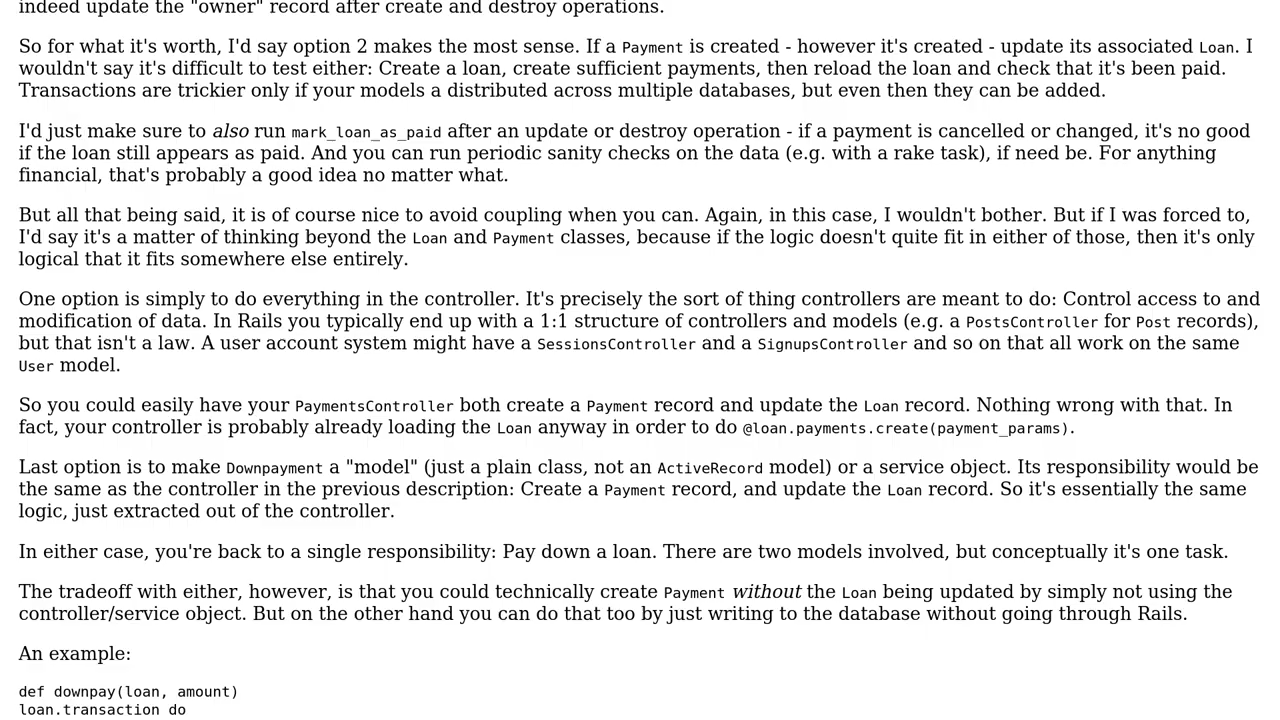 indeed update the "owner" record after create and destroy operations.
So for what it's worth, I'd say option 2 makes the most sense. If a Payment is created - however it's created - update its associated Loan. I
wouldn't say it's difficult to test either: Create a loan, create sufficient payments, then reload the loan and check that it's been paid.
Transactions are trickier only if your models a distributed across multiple databases, but even then they can be added.
I'd just make sure to also run mark_loan_as_paid after an update or destroy operation - if a payment is cancelled or changed, it's no good
if the loan still appears as paid. And you can run periodic sanity checks on the data (e.g. with a rake task), if need be. For anything
financial, that's probably a good idea no matter what.
But all that being said, it is of course nice to avoid coupling when you can. Again, in this case, I wouldn't bother. But if I was forced to,
I'd say it's a matter of thinking beyond the Loan and Payment classes, because if the logic doesn't quite fit in either of those, then it's only
logical that it fits somewhere else entirely.
One option is simply to do everything in the controller. It's precisely the sort of thing controllers are meant to do: Control access to and
modification of data. In Rails you typically end up with a 1:1 structure of controllers and models (e.g. a PostsController for Post records),
but that isn't a law. A user account system might have a SessionsController and a SignupsController and so on that all work on the same
User model.
So you could easily have your PaymentsController both create a Payment record and update the Loan record. Nothing wrong with that. In
fact, your controller is probably already loading the Loan anyway in order to do @loan.payments.create(payment_params).
Last option is to make Downpayment a "model" (just a plain class, not an ActiveRecord model) or a service object. Its responsibility would be
the same as the controller in the previous description: Create a Payment record, and update the Loan record. So it's essentially the same
logic, just extracted out of the controller.
In either case, you're back to a single responsibility: Pay down a loan. There are two models involved, but conceptually it's one task.
The tradeoff with either, however, is that you could technically create Payment without the Loan being updated by simply not using the
controller/service object. But on the other hand you can do that too by just writing to the database without going through Rails.
An example:
def downpay(loan, amount)
loan.transaction do